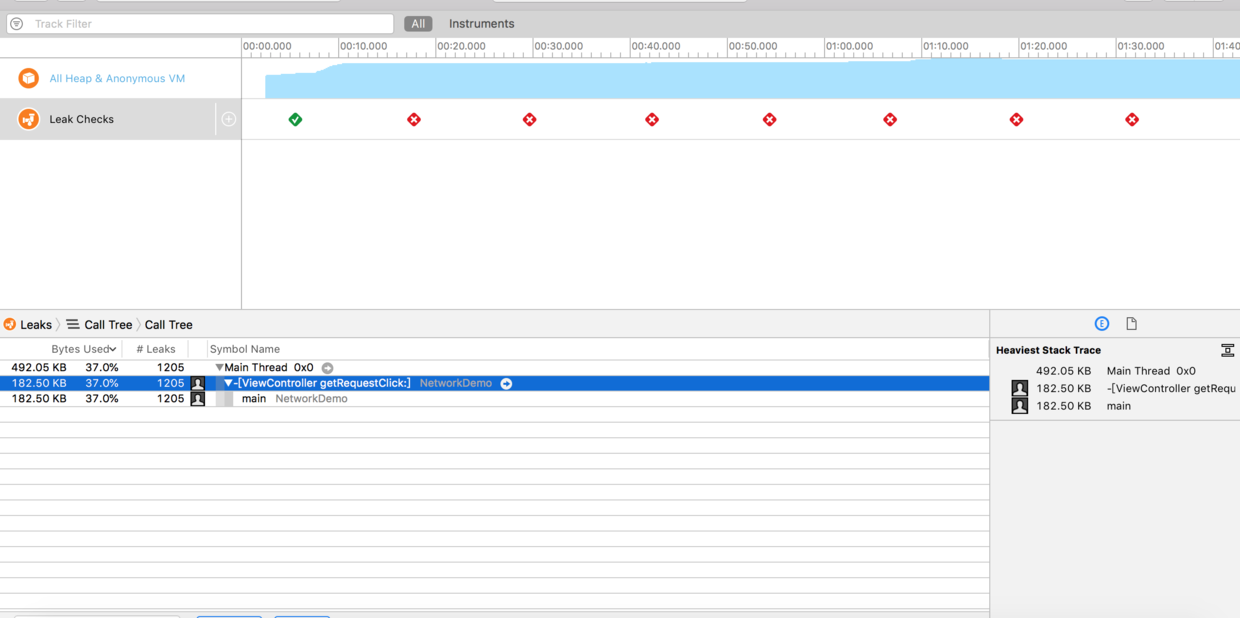 Track Filter All Instruments
00:00.000 00:10.000 00:20.000 00:30.000 00:40.000 00:50.000 01:00.000 01:10.000 01:20.000 01:30.000 01:40
All Heap & Anonymous VM
Leak Checks
Leaks Call Tree Call Tree
Bytes Used # Leaks Symbol Name
492.05 KB 37.0% 1205 Main Thread 0x0
182.50 KB 37.0% 1205 -[ViewController getRequestClick:] NetworkDemo
182.50 KB 37.0% 1205 main NetworkDemo
E
Heaviest Stack Trace
492.05 KB Main Thread 0x0
182.50 KB -[ViewController getRequ
182.50 KB main